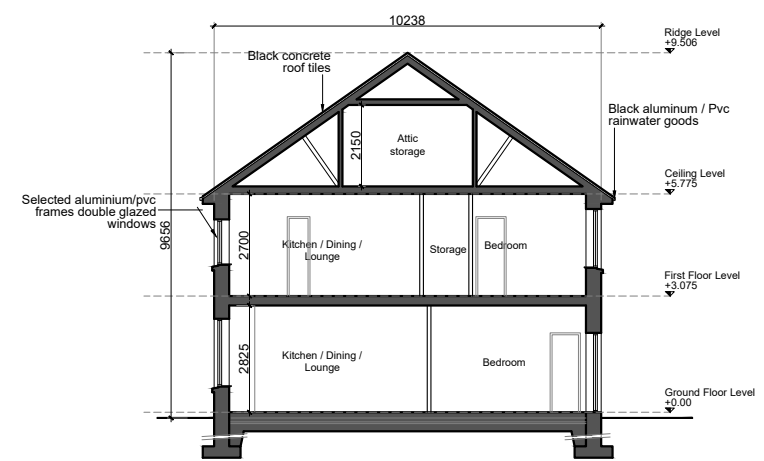 10238
Ridge Level
+9.506
Black concrete
roof tiles
Black aluminum / Pvc
rainwater goods
2150
Attic
storage
Ceiling Level
+5.775
Selected aluminium/pvc
frames double glazed
windows
9656
2700
Kitchen / Dining /
Lounge
Storage
Bedroom
First Floor Level
+3.075
2825
Kitchen / Dining /
Lounge
Bedroom
Ground Floor Level
+0.00